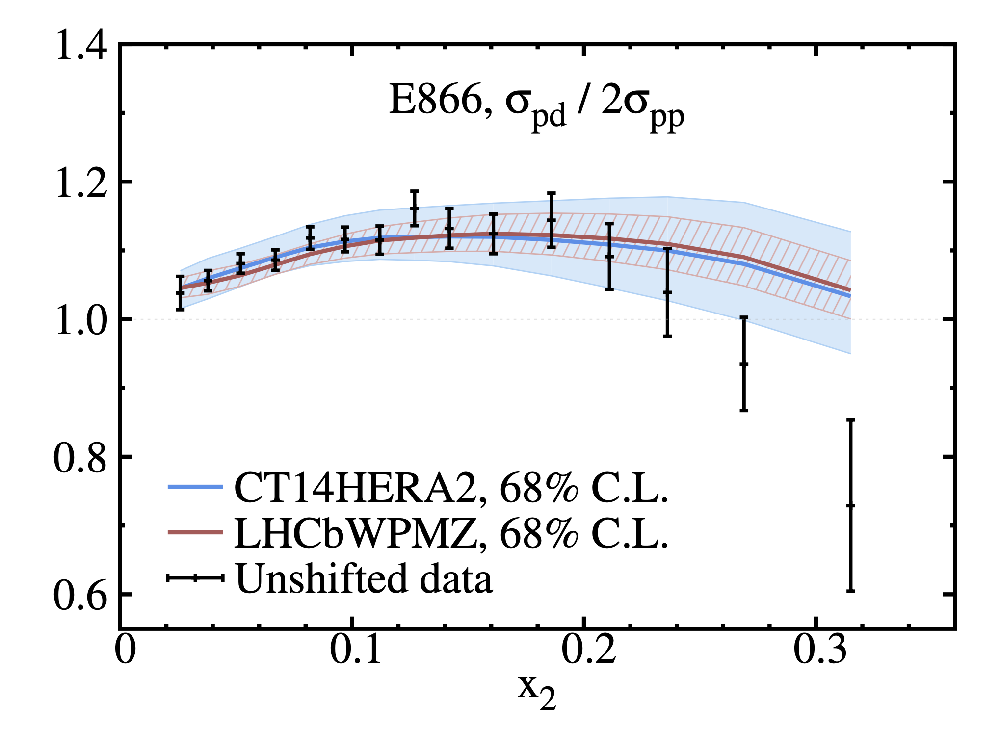 1.4
E866, σpd / 2σpp
1.2
1.0
0.8
CT14HERA2, 68% C.L.
LHCbWPMZ, 68% C.L.
Unshifted data
0.6
0 0.1 0.2 0.3
x2